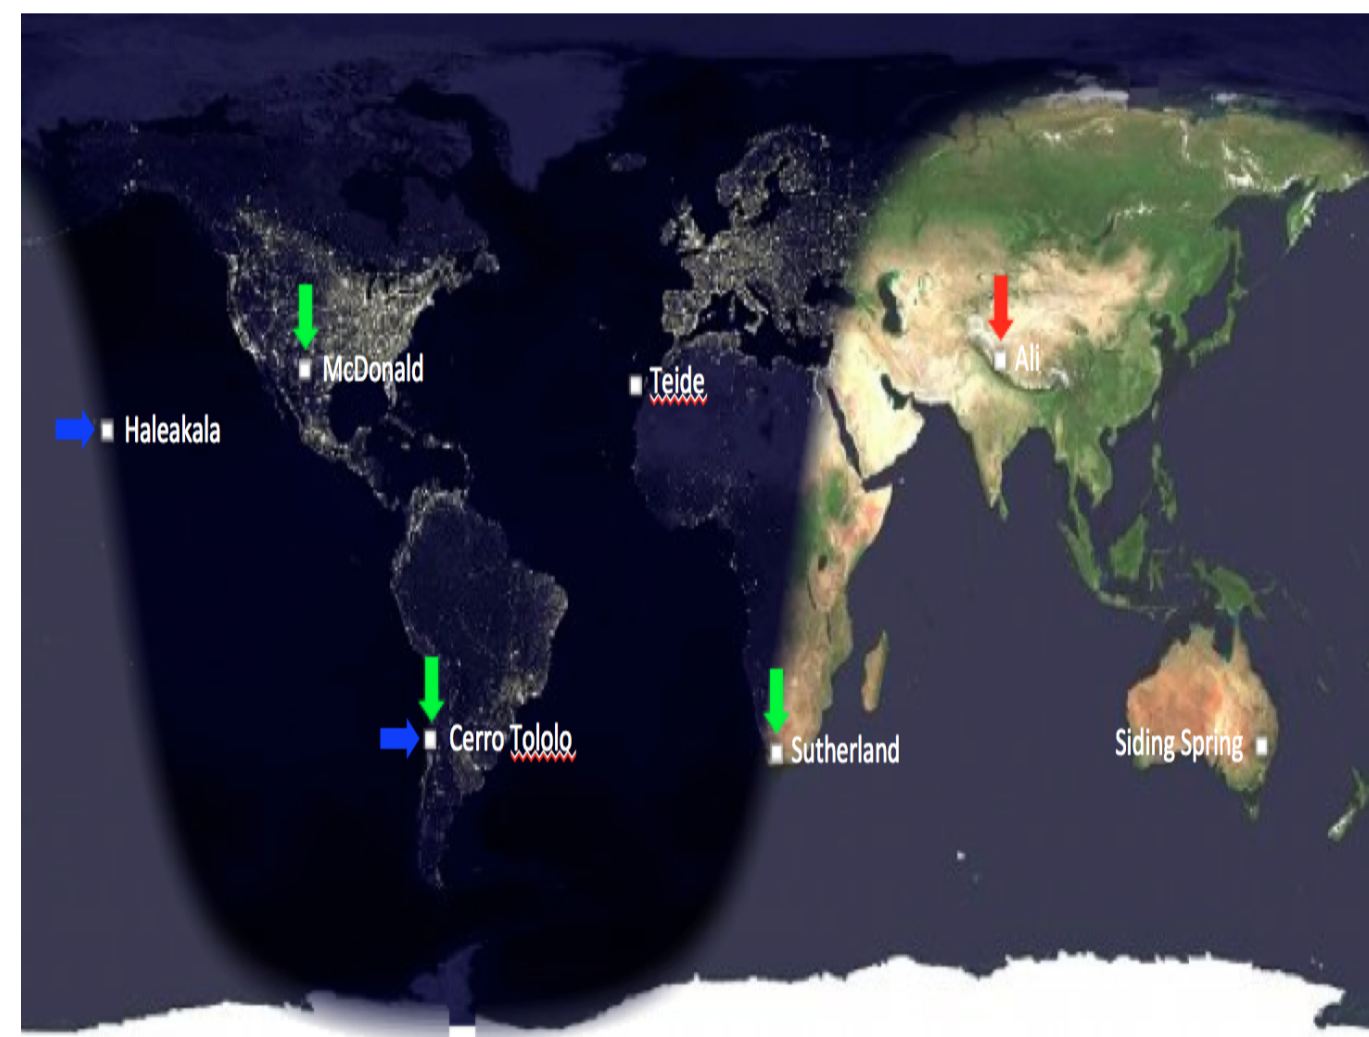 Ali
McDonald
Teide
Haleakala
Cerro Tololo
Sutherland
Siding Spring